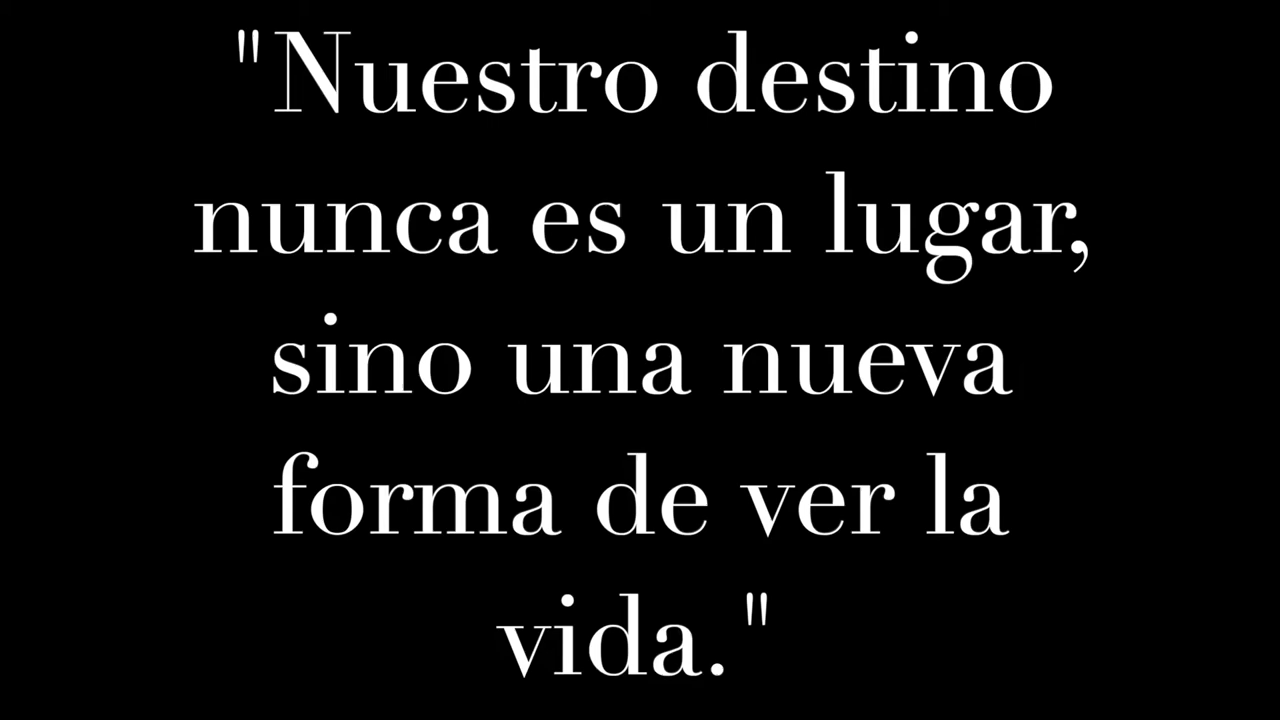 "Nuestro destino
nunca es un lugar,
sino una nueva
forma de ver la
vida."